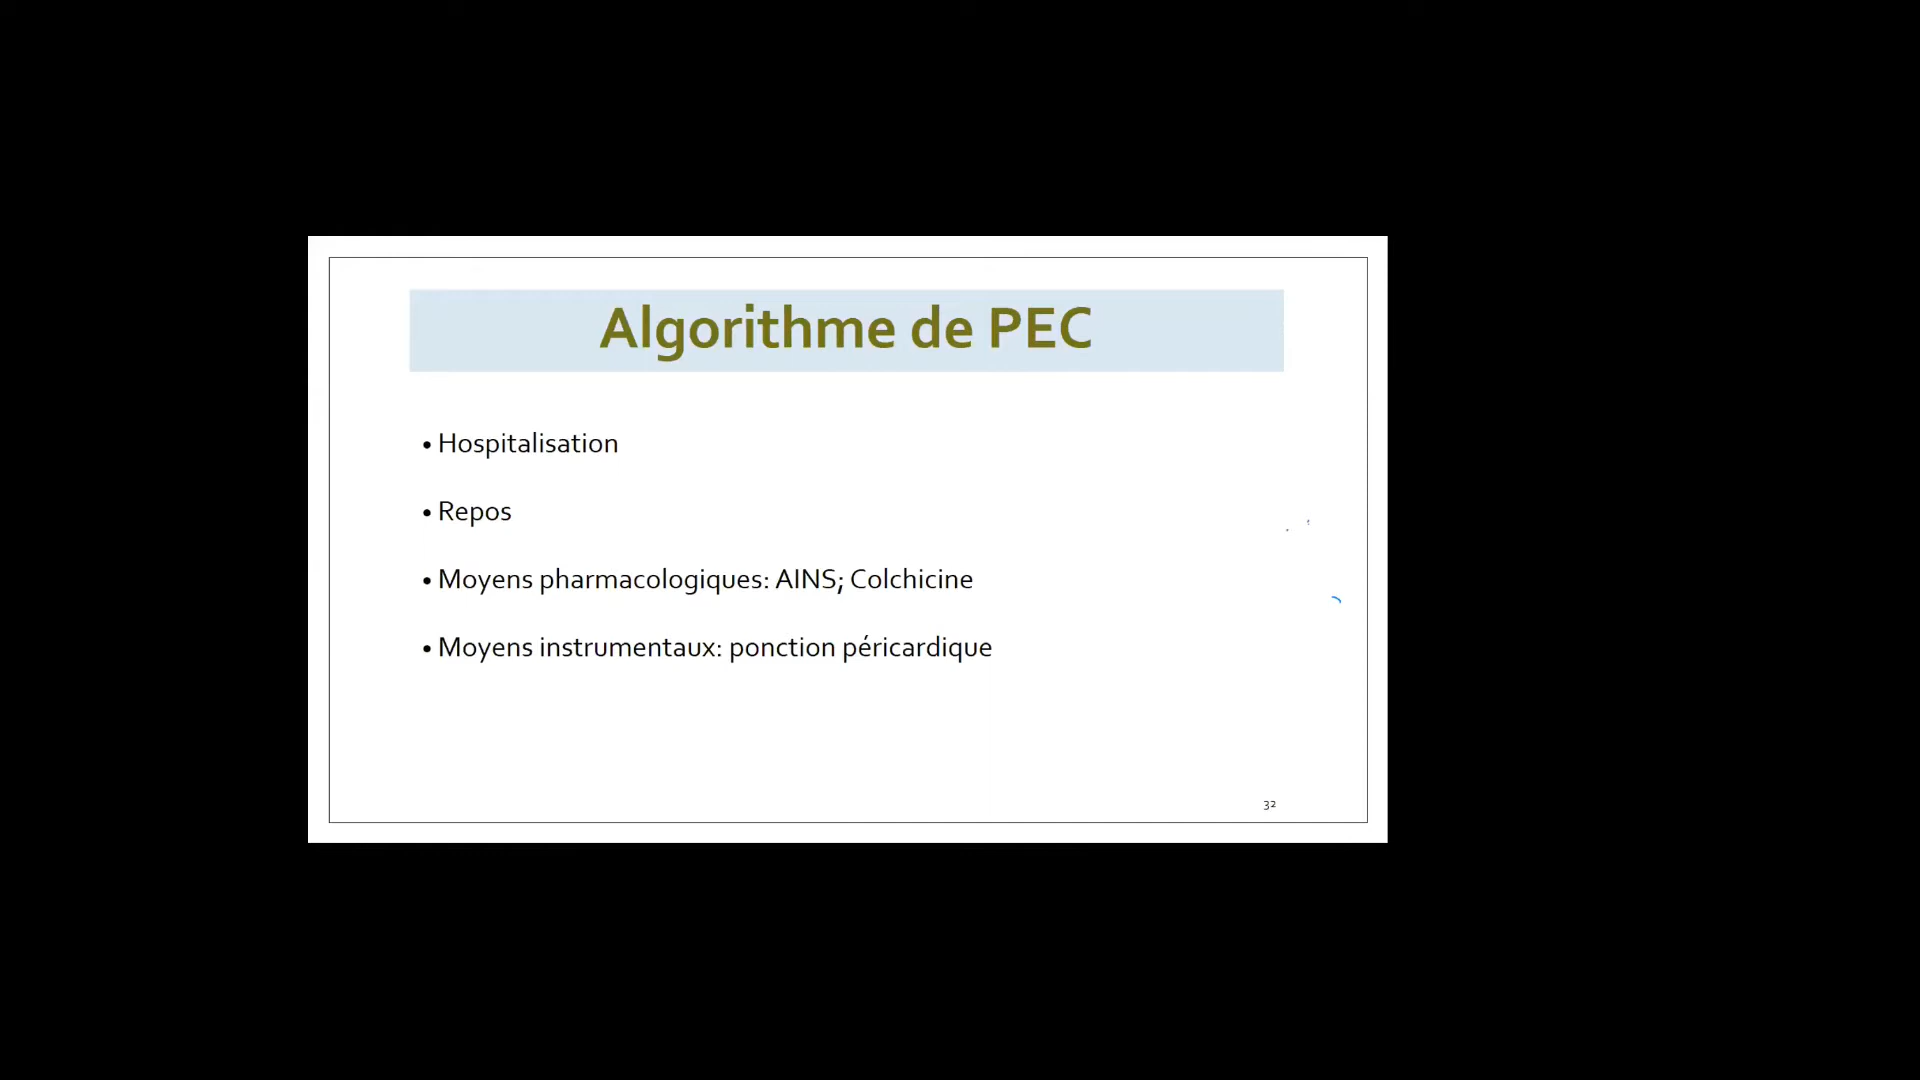 Algorithme de PEC
• Hospitalisation
• Repos
• Moyens pharmacologiques: AINS; Colchicine
• Moyens instrumentaux: ponction péricardique
32